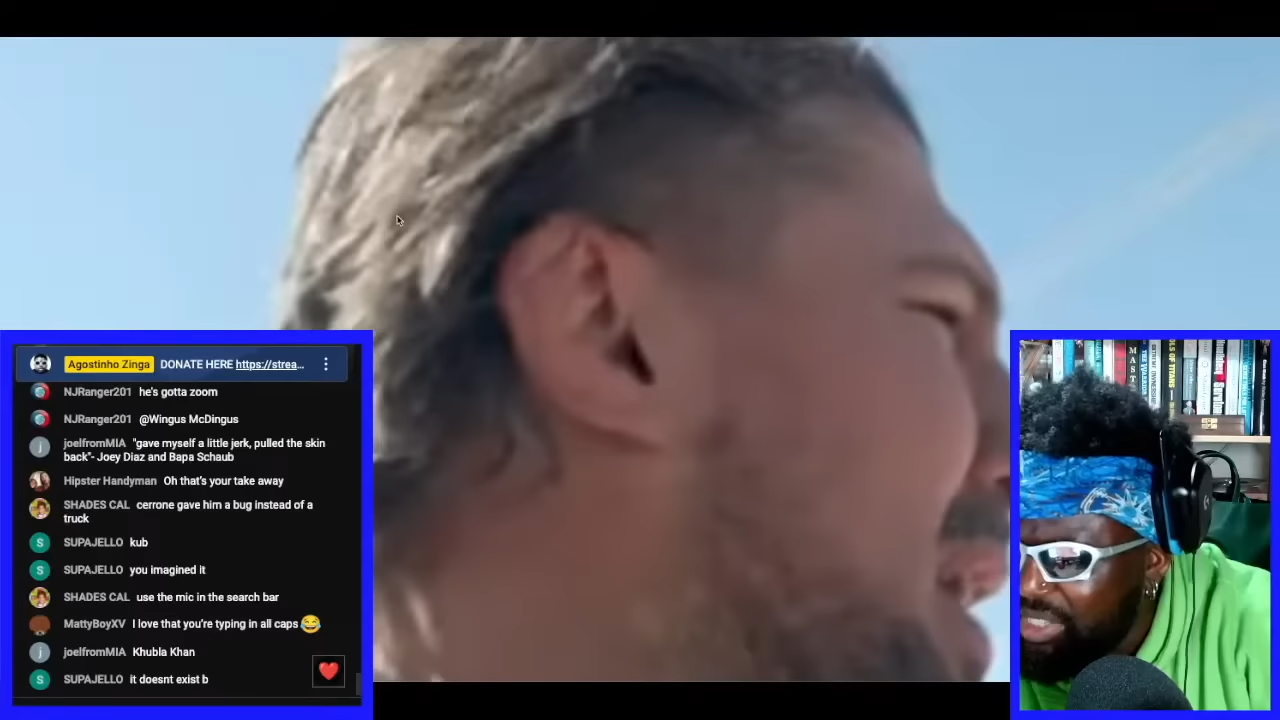 Agostinho Zinga DONATE HERE https://strea...
NJRanger201 he's gotta zoom
NJRanger201 @Wingus McDingus
joelfromMIA "gave myself a little jerk, pulled the skin
back"- Joey Diaz and Bapa Schaub
Hipster Handyman Oh that's your take away
SHADES CAL cerrone gave him a bug instead of a
truck
SUPAJELLO kub
SUPAJELLO you imagined it
SHADES CAL use the mic in the search bar
MattyBoyXV I love that you're typing in all caps 😂
joelfromMIA Khubla Khan
SUPAJELLO it doesnt exist b